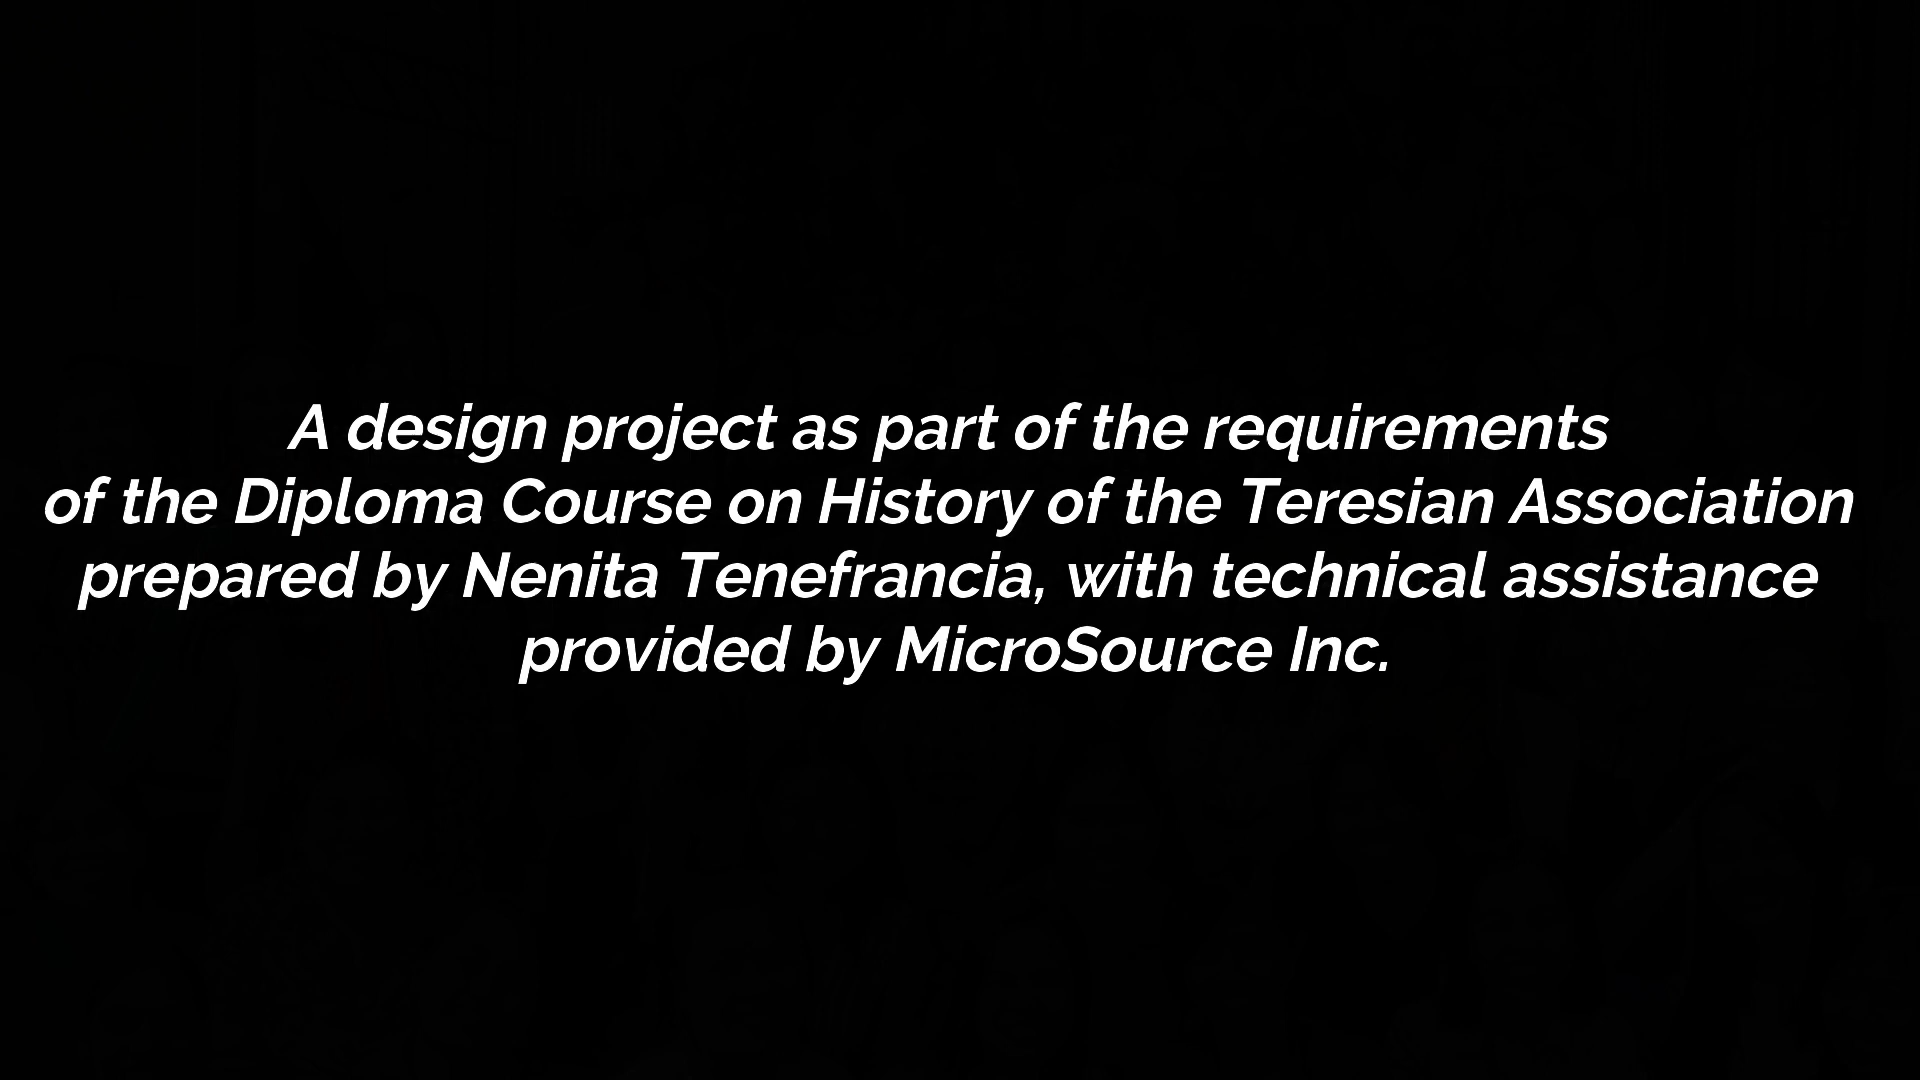 A design project as part of the requirements
of the Diploma Course on History of the Teresian Association
prepared by Nenita Tenefrancia, with technical assistance
provided by MicroSource Inc.